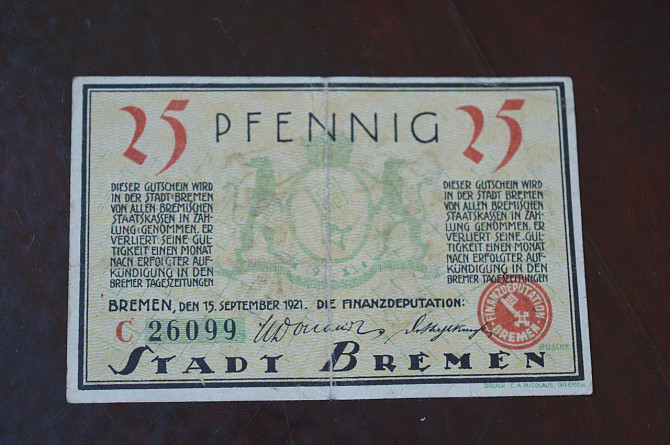 25 PFENNIG 25
DIESER GUTSCHEIN WIRD
IN DER STADT BREMEN
VON ALLEN BREMISCHEN
STAATSKASSEN IN ZAH-
LUNG GENOMMEN. ER
VERLIERT SEINE GÜL-
TIGKEIT EINEN MONAT
NACH ERFOLGTER AUF-
KÜNDIGUNG IN DEN
BREMER TAGESZEITUNGEN
DIESER GUTSCHEIN WIRD
IN DER STADT BREMEN
VON ALLEN BREMISCHEN
STAATSKASSEN IN ZAH-
LUNG GENOMMEN. ER
VERLIERT SEINE GÜL-
TIGKEIT EINEN MONAT
NACH ERFOLGTER AUF-
KÜNDIGUNG IN DEN
BREMER TAGESZEITUNGEN
BREMEN, DEN 15. SEPTEMBER 1921. DIE FINANZDEPUTATION:
C 26099
FINANZDEPUTATION
BREMEN
STADT BREMEN
DRUCK C.A. NICOLAUS, BREMEN